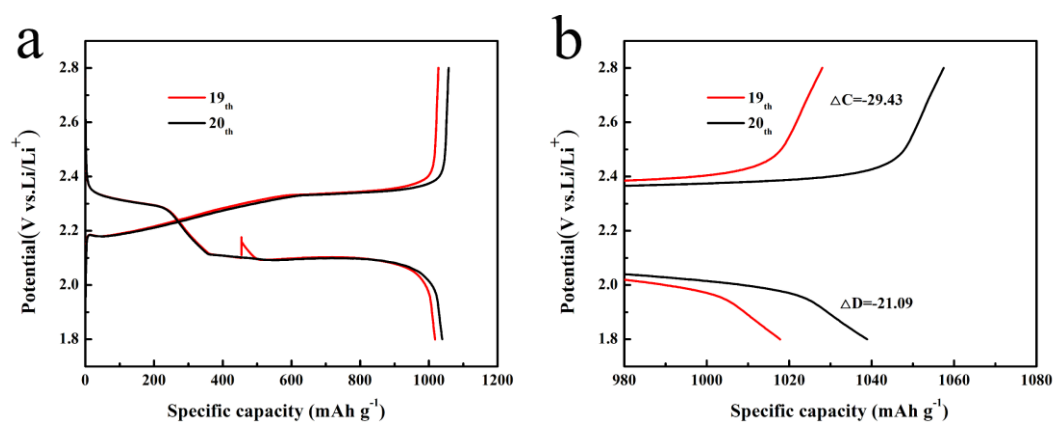 a
2.8
2.6
2.4
2.2
2.0
1.8
Potential(V vs.Li/Li⁺)
19th
20th
0 200 400 600 800 1000 1200
Specific capacity (mAh g⁻¹)
b
2.8
2.6
2.4
2.2
2.0
1.8
Potential(V vs.Li/Li⁺)
19th
20th
△C=-29.43
△D=-21.09
980 1000 1020 1040 1060 1080
Specific capacity (mAh g⁻¹)